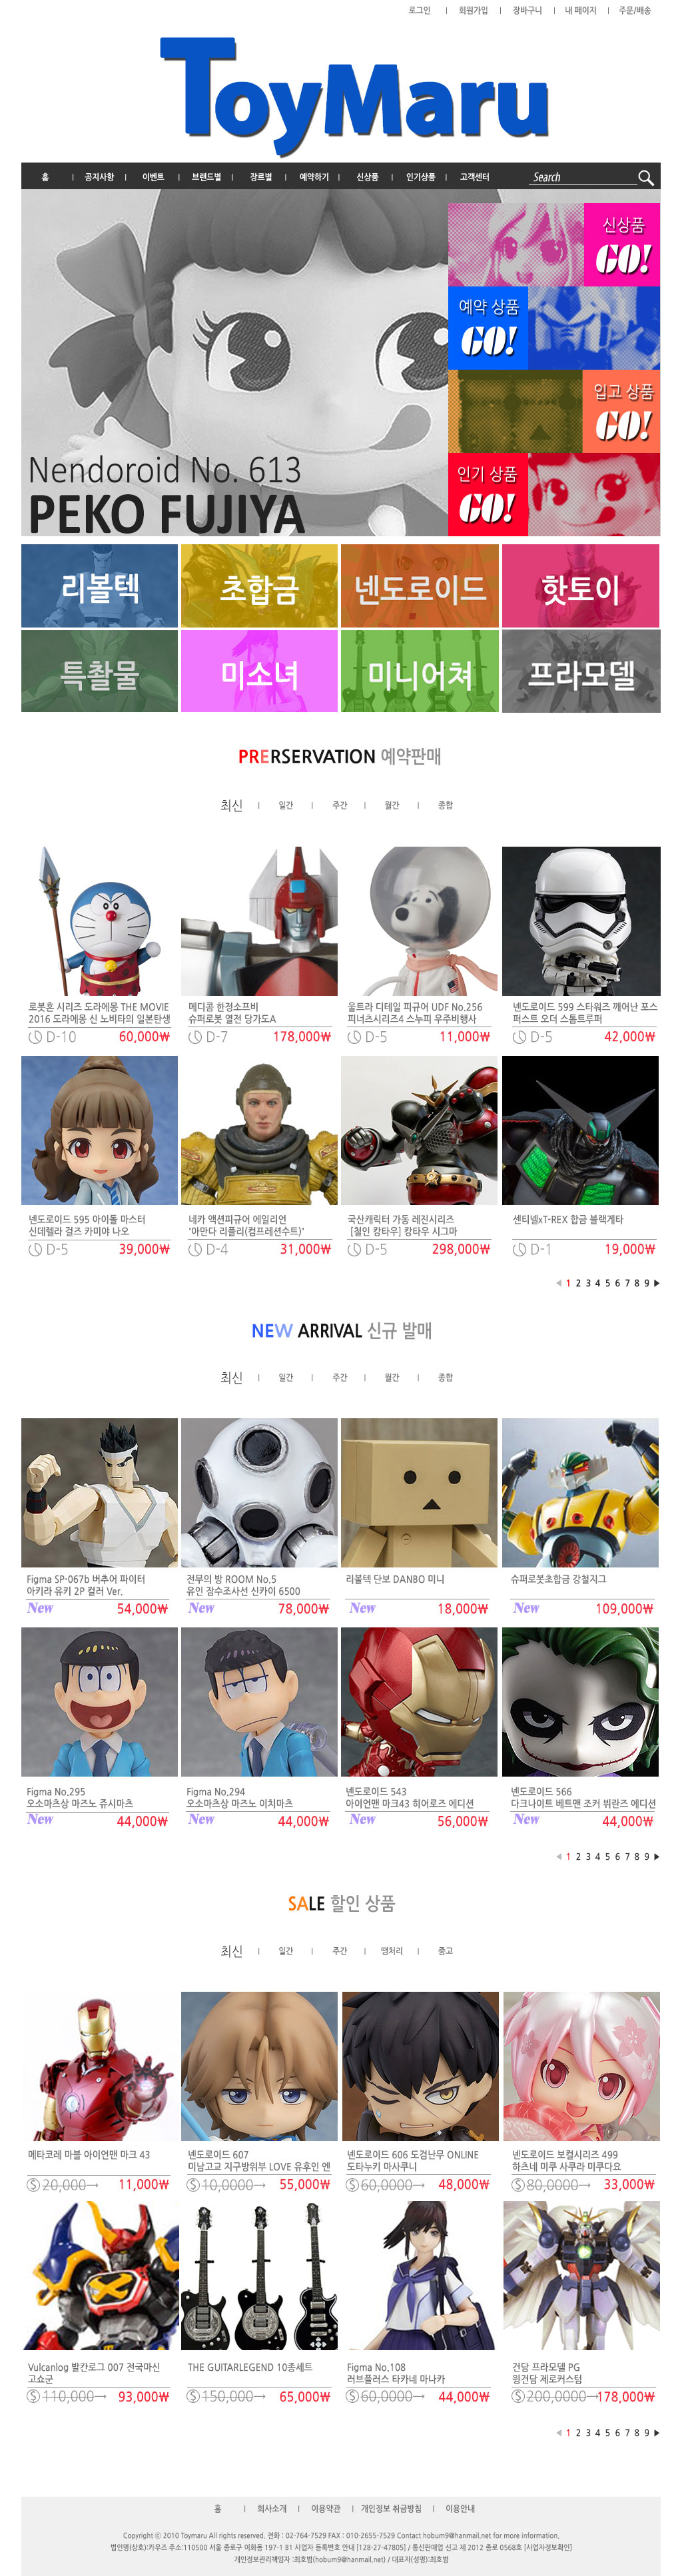 로그인 | 회원가입 | 장바구니 | 내 페이지 | 주문/배송
ToyMaru
홈 | 공지사항 | 이벤트 | 브랜드별 | 장르별 | 예약하기 | 신상품 | 인기상품 | 고객센터 Search
신상품
GO!
예약 상품
GO!
입고 상품
GO!
인기 상품
GO!
Nendoroid No. 613
PEKO FUJIYA
리볼텍 초합금 넨도로이드 핫토이
특촬물 미소녀 미니어쳐 프라모델
PRERSERVATION 예약판매
최신 | 일간 | 주간 | 월간 | 종합
로봇혼 시리즈 도라에몽 THE MOVIE
2016 도라에몽 신 노비타의 일본탄생
D-10 60,000₩
메디콤 한정소프비
슈퍼로봇 열전 당가도A
D-7 178,000₩
울트라 디테일 피규어 UDF No.256
피너츠시리즈4 스누피 우주비행사
D-5 11,000₩
넨도로이드 599 스타워즈 깨어난 포스
퍼스트 오더 스톰트루퍼
D-5 42,000₩
넨도로이드 595 아이돌 마스터
신데렐라 걸즈 카미야 나오
D-5 39,000₩
네카 액션피규어 에일리언
'아만다 리플리(컴프레션수트)'
D-4 31,000₩
국산캐릭터 가동 레진시리즈
[철인 캉타우] 캉타우 시그마
D-5 298,000₩
센티넬xT-REX 합금 블랙게타
D-1 19,000₩
◀ 1 2 3 4 5 6 7 8 9 ▶
NEW ARRIVAL 신규 발매
최신 | 일간 | 주간 | 월간 | 종합
Figma SP-067b 버추어 파이터
아키라 유키 2P 컬러 Ver.
New 54,000₩
전무의 방 ROOM No.5
유인 잠수조사선 신카이 6500
New 78,000₩
리볼텍 단보 DANBO 미니
New 18,000₩
슈퍼로봇초합금 강철지그
New 109,000₩
Figma No.295
오소마츠상 마즈노 쥬시마츠
New 44,000₩
Figma No.294
오소마츠상 마즈노 이치마츠
New 44,000₩
넨도로이드 543
아이언맨 마크43 히어로즈 에디션
New 56,000₩
넨도로이드 566
다크나이트 베트맨 조커 뷔란즈 에디션
New 44,000₩
◀ 1 2 3 4 5 6 7 8 9 ▶
SALE 할인 상품
최신 | 일간 | 주간 | 땡처리 | 중고
메타코레 마블 아이언맨 마크 43
$ 20,000→ 11,000₩
넨도로이드 607
미남고교 지구방위부 LOVE 유후인 엔
$ 10,0000→ 55,000₩
넨도로이드 606 도검난무 ONLINE
도타누키 마사쿠니
$ 60,0000→ 48,000₩
넨도로이드 보컬시리즈 499
하츠네 미쿠 사쿠라 미쿠다요
$ 80,0000→ 33,000₩
Vulcanlog 발칸로그 007 전국마신
고쇼군
$ 110,000→ 93,000₩
THE GUITARLEGEND 10종세트
$ 150,000→ 65,000₩
Figma No.108
러브플러스 타카네 마나카
$ 60,0000→ 44,000₩
건담 프라모델 PG
윙건담 제로커스텀
$ 200,0000→ 178,000₩
◀ 1 2 3 4 5 6 7 8 9 ▶
홈 | 회사소개 | 이용약관 | 개인정보 취급방침 | 이용안내
Copyright ⓒ 2010 Toymaru All rights reserved. 전화 : 02-764-7529 FAX : 010-2655-7529 Contact hobum9@hanmail.net for more information.
법인명(상호):카우즈 주소:110500 서울 종로구 이화동 197-1 81 사업자 등록번호 안내 [128-27-47805] / 통신판매업 신고 제 2012 종로 0568호 [사업자정보확인]
개인정보관리책임자 :최호범(hobum9@hanmail.net) / 대표자(성명):최호범